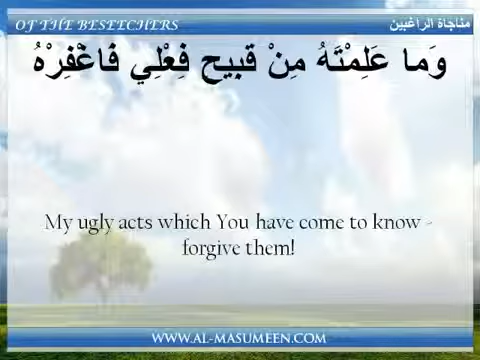 OF THE BESEECHERS
مناجاة الراغبين
وَما عَلِمْتَهُ مِنْ قَبِيحِ فِعْلِي فَاغْفِرْهُ
My ugly acts which You have come to know -
forgive them!
WWW.AL-MASUMEEN.COM